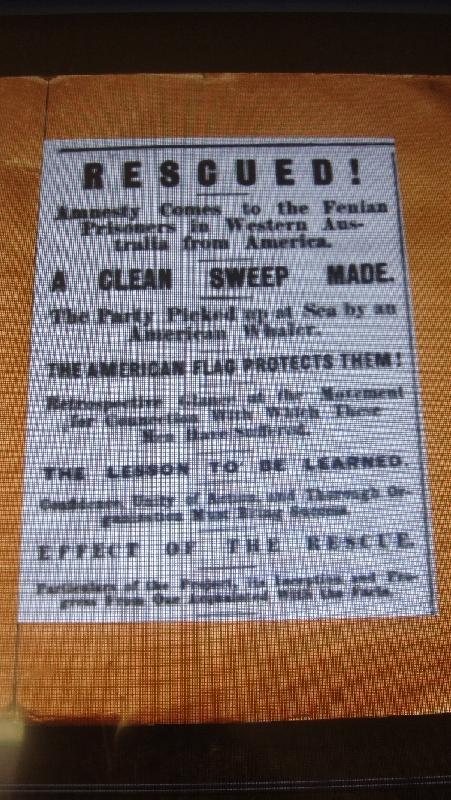 RESCUED!
Amnesty Comes to the Fenian
Prisoners in Western Aus-
tralia from America.
A CLEAN SWEEP MADE.
The Party Picked up at Sea by an
American Whaler.
THE AMERICAN FLAG PROTECTS THEM!
Retrospective Glance at the Movement
for Connection With Which These
Men Have Suffered.
THE LESSON TO BE LEARNED.
Confidence, Unity of Action, and Thorough Or-
ganization Must Bring Success.
EFFECT OF THE RESCUE.
Particulars of the Project, its Inception and Pro-
gress From One Acquainted With the Facts.